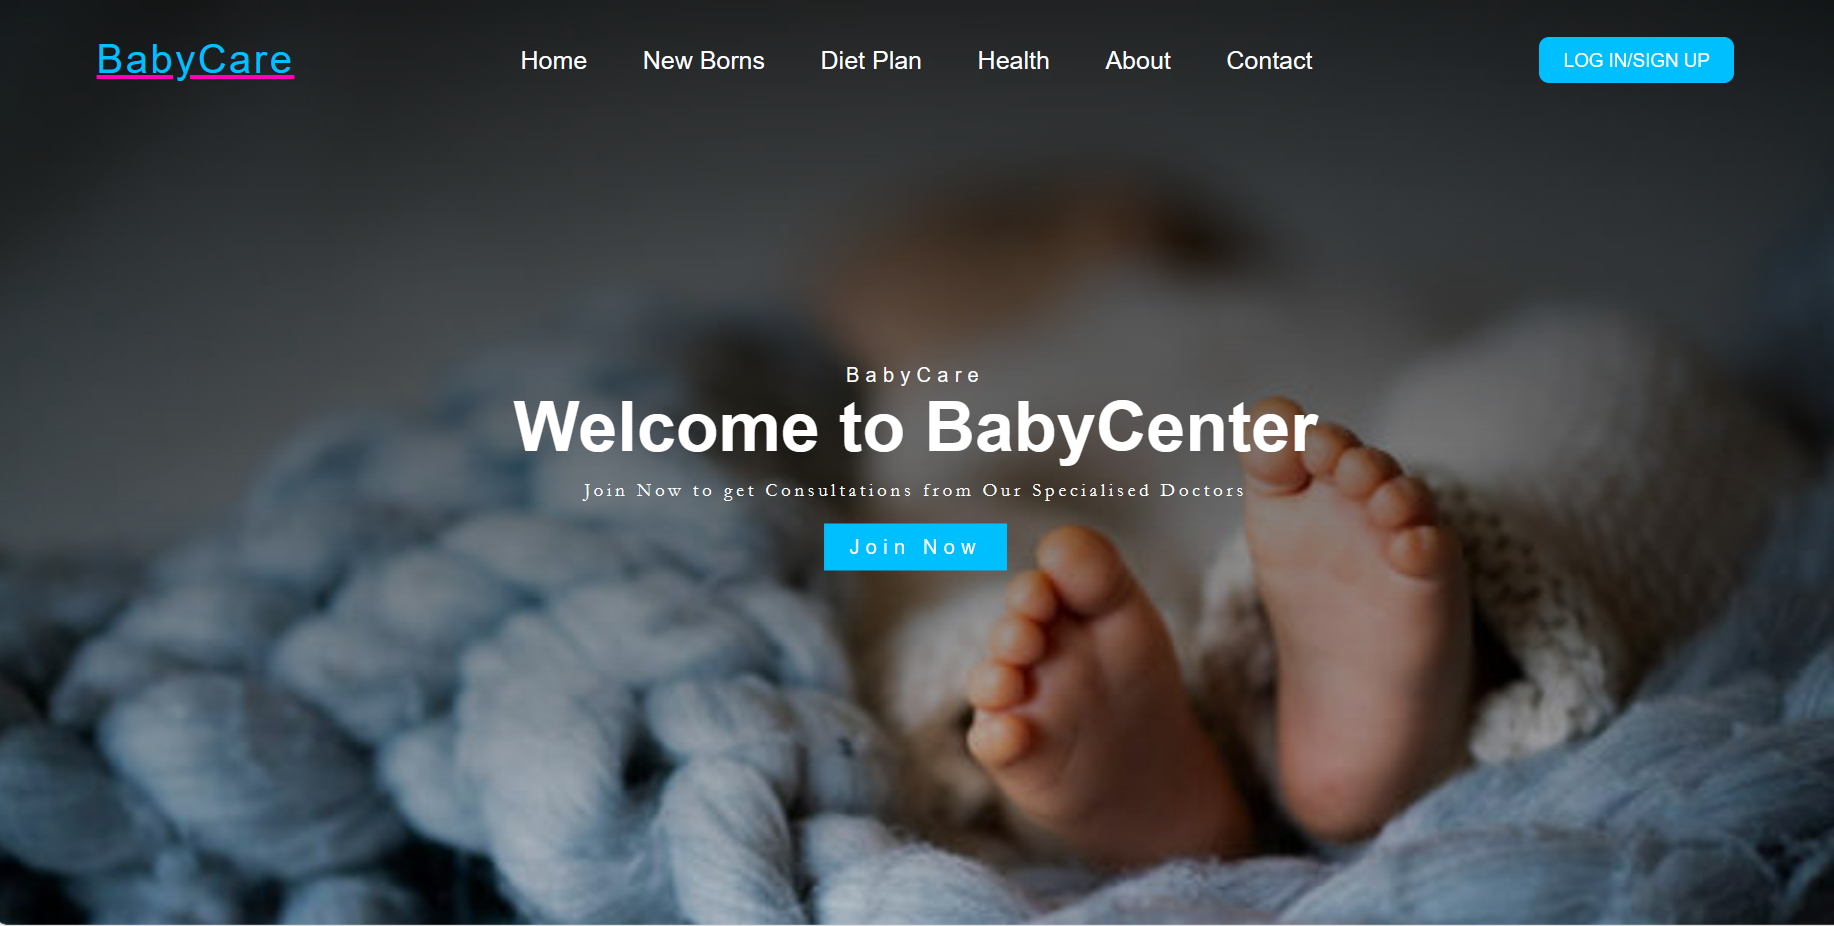 BabyCare
Home New Borns Diet Plan Health About Contact
LOG IN/SIGN UP
BabyCare
Welcome to BabyCenter
Join Now to get Consultations from Our Specialised Doctors
Join Now